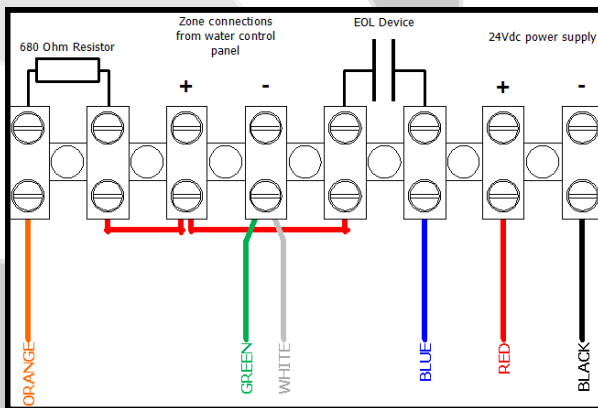 680 Ohm Resistor
Zone connections
from water control
panel
EOL Device
24Vdc power supply
+
-
+
-
ORANGE
GREEN
WHITE
BLUE
RED
BLACK